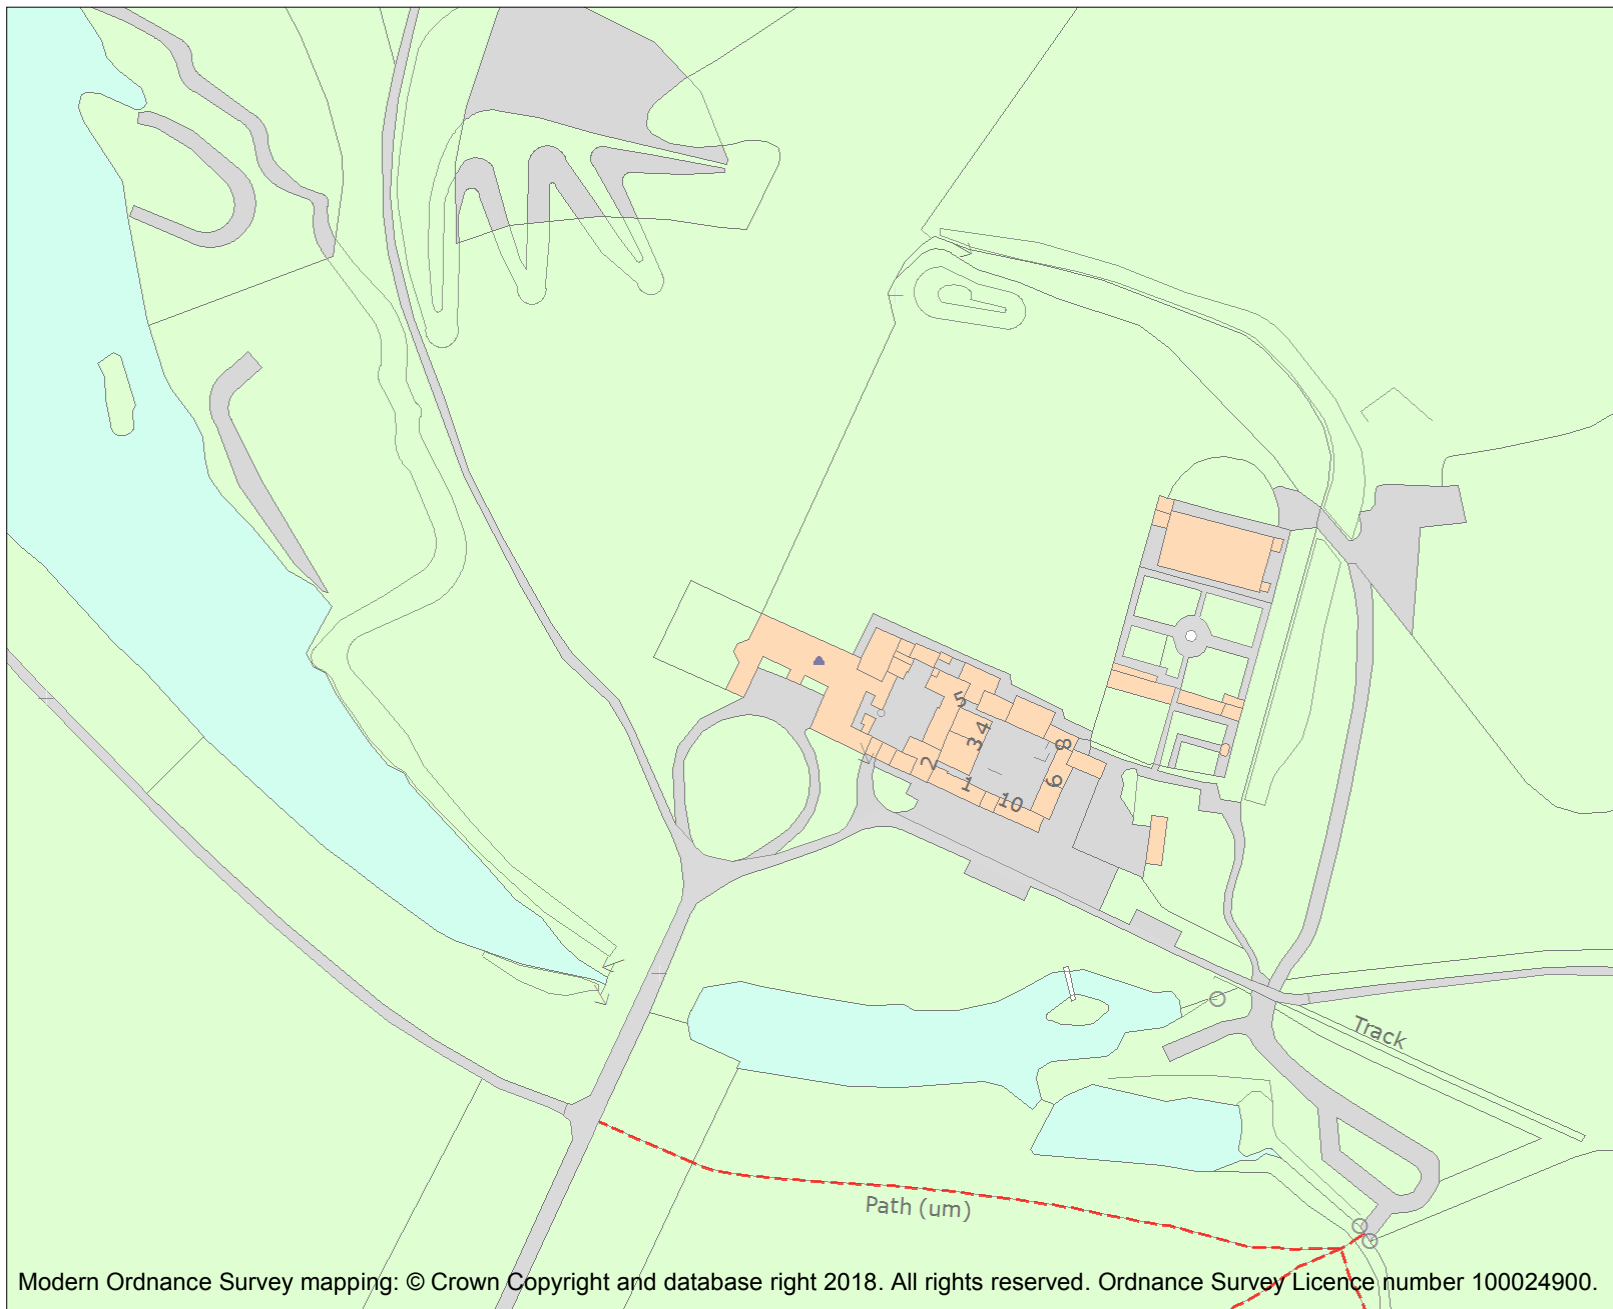 5
4
3
8
2
1
6
10
Track
Path (um)
Modern Ordnance Survey mapping: © Crown Copyright and database right 2018. All rights reserved. Ordnance Survey Licence number 100024900.